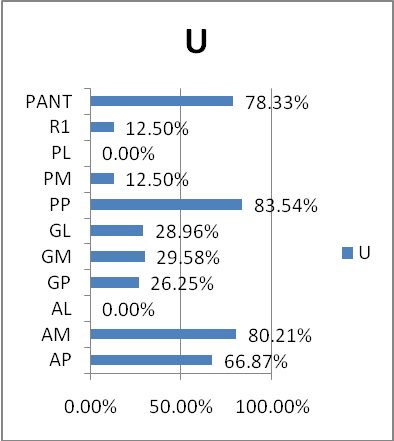 U
PANT 78.33%
R1 12.50%
PL 0.00%
PM 12.50%
PP 83.54%
GL 28.96%
GM 29.58%
GP 26.25%
AL 0.00%
AM 80.21%
AP 66.87%
U
0.00% 50.00% 100.00%